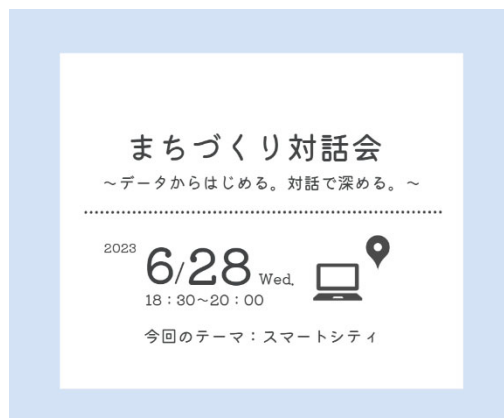 まちづくり対話会
～データからはじめる。対話で深める。～
2023
6/28 Wed.
18：30～20：00
今回のテーマ：スマートシティ